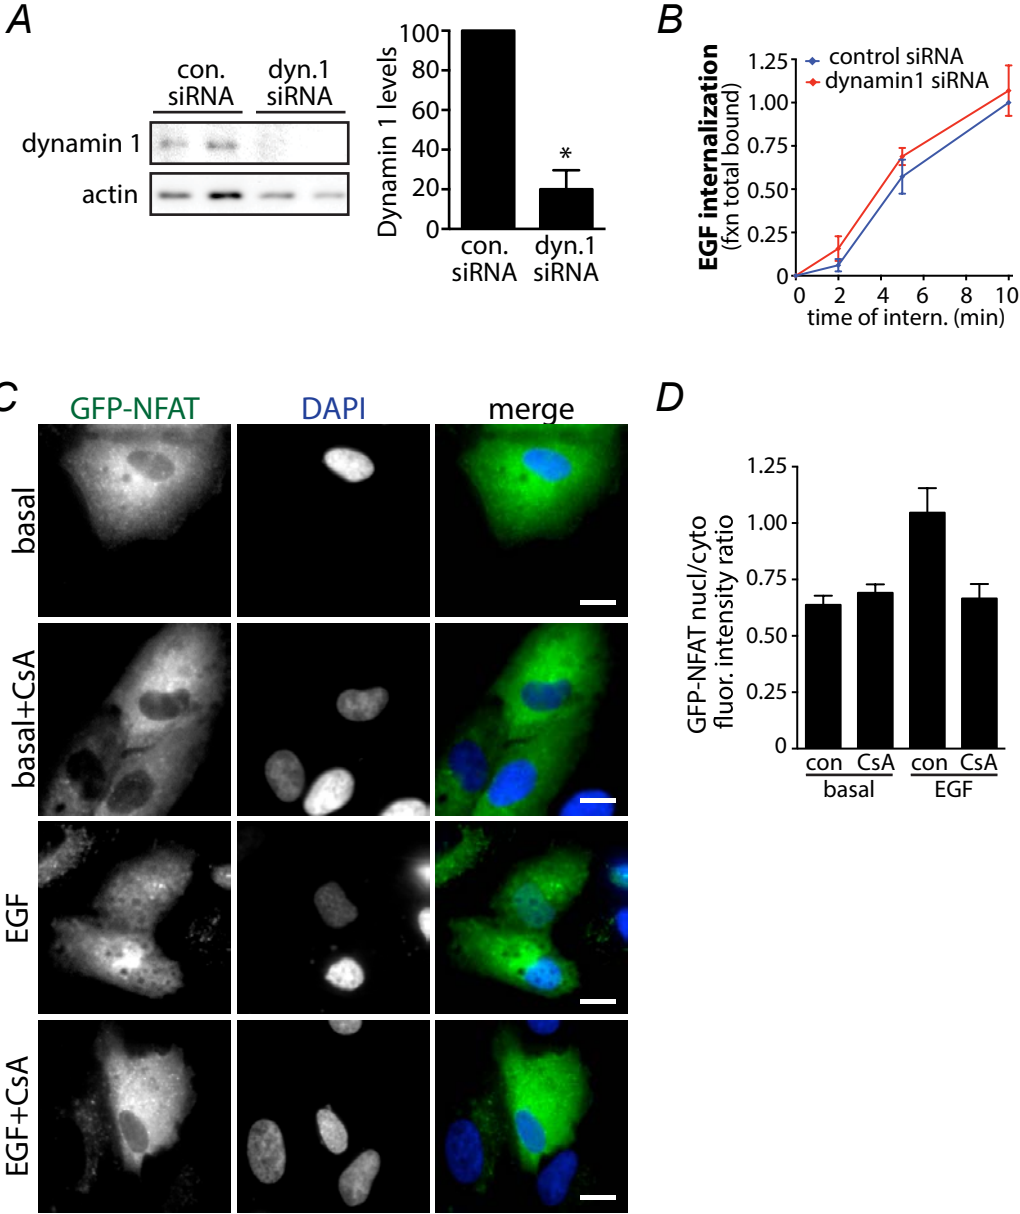 A
con.
siRNA
dyn.1
siRNA
dynamin 1
actin
Dynamin 1 levels
100
80
60
40
20
0
*
con.
siRNA
dyn.1
siRNA
B
EGF internalization
(fxn total bound)
1.25
1.00
0.75
0.50
0.25
0
control siRNA
dynamin1 siRNA
0 2 4 6 8 10
time of intern. (min)
C
GFP-NFAT DAPI merge
basal
basal+CsA
EGF
EGF+CsA
D
GFP-NFAT nucl/cyto
fluor. intensity ratio
1.25
1.00
0.75
0.50
0.25
0
con CsA con CsA
basal EGF